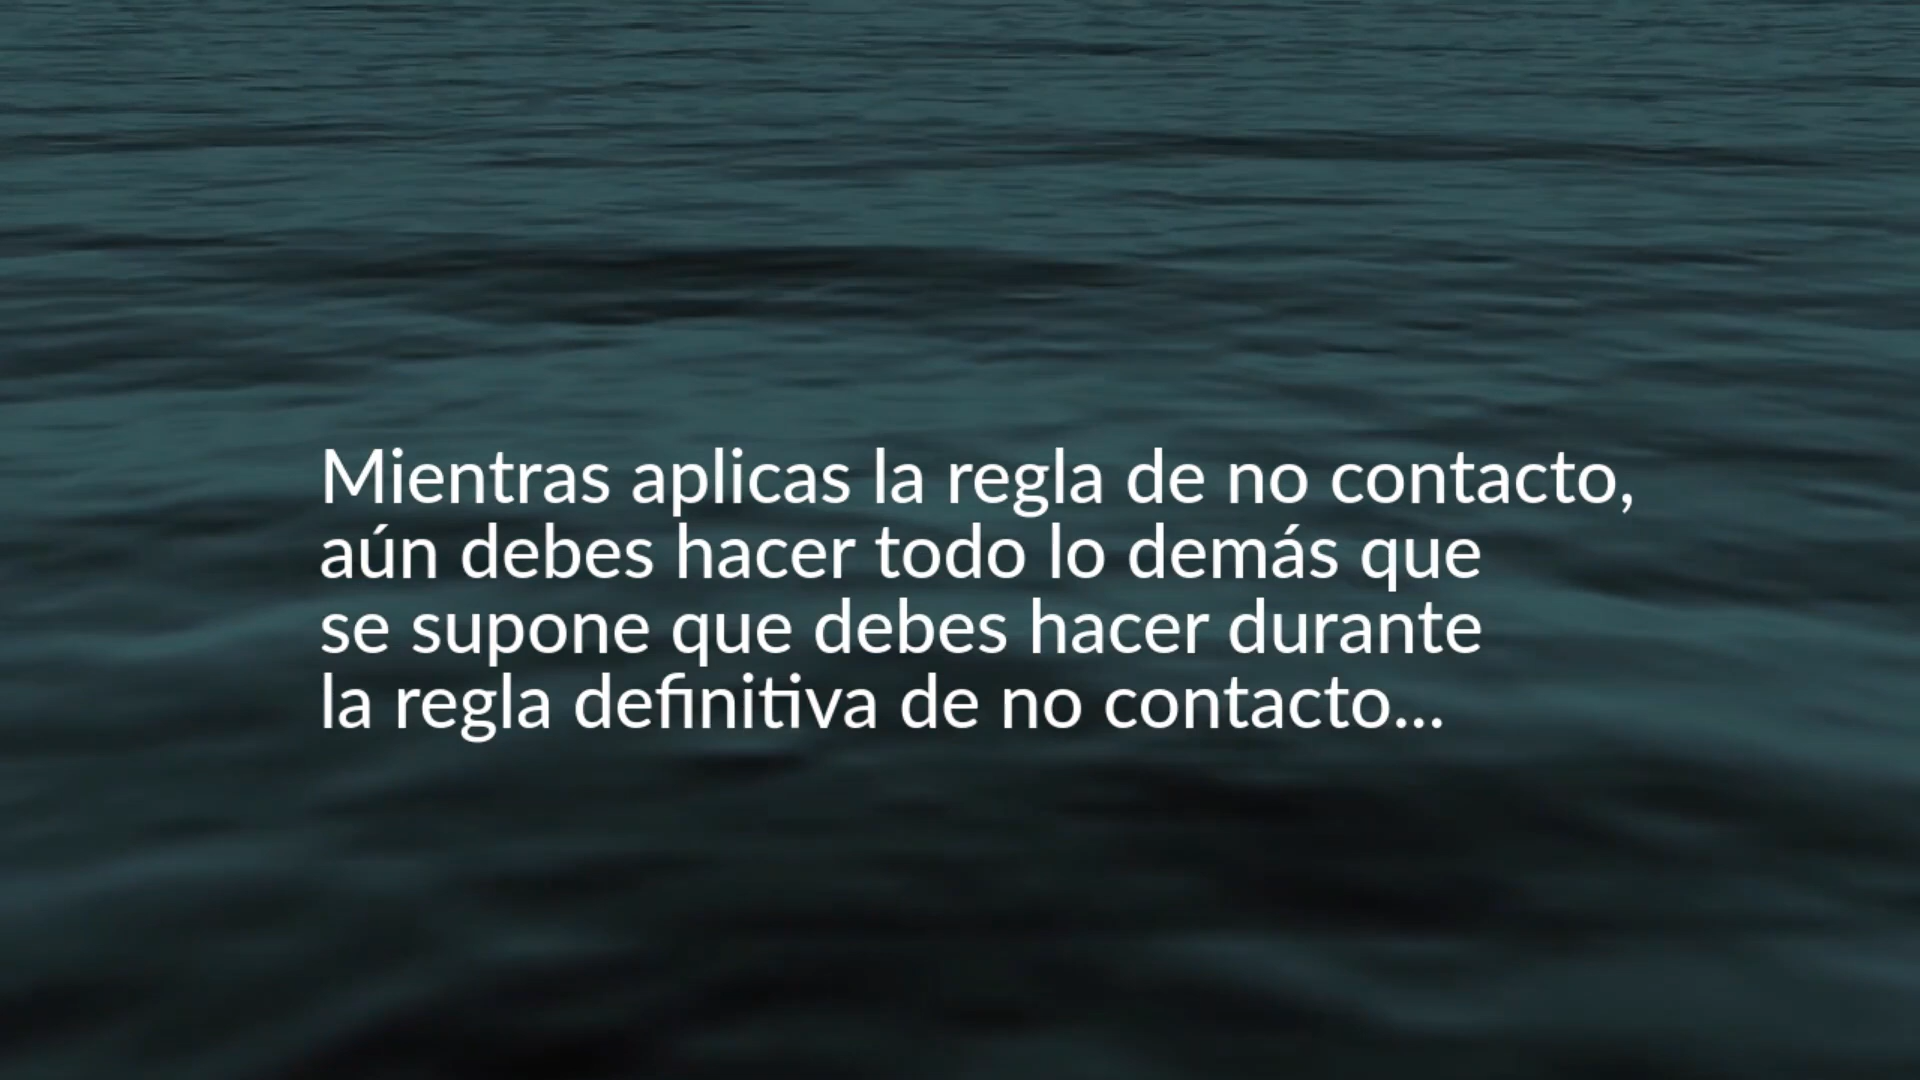 Mientras aplicas la regla de no contacto,
aún debes hacer todo lo demás que
se supone que debes hacer durante
la regla definitiva de no contacto...